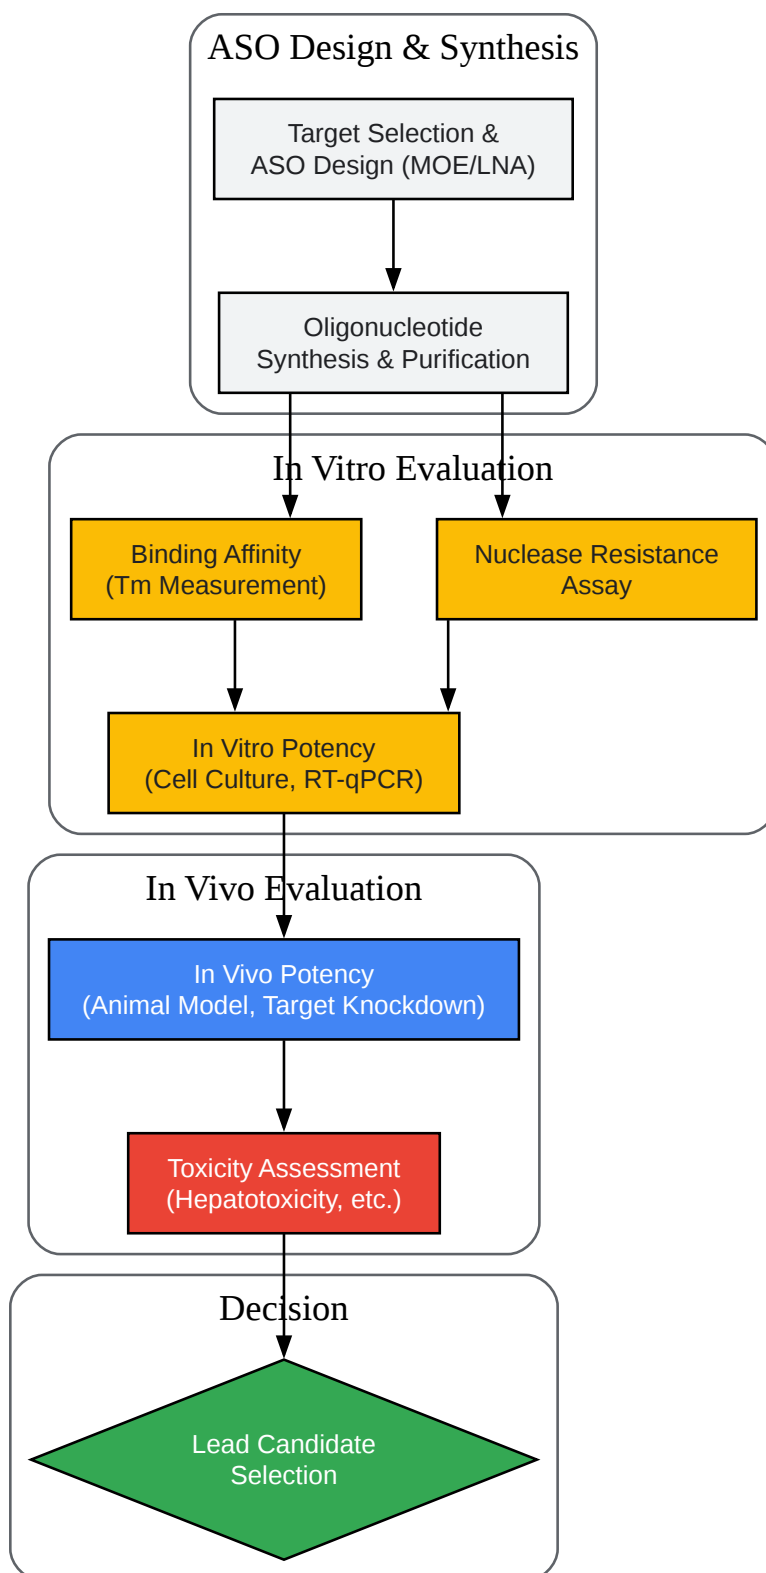 ASO Design & Synthesis
Target Selection &
ASO Design (MOE/LNA)
Oligonucleotide
Synthesis & Purification
In Vitro Evaluation
Binding Affinity
(Tm Measurement)
Nuclease Resistance
Assay
In Vitro Potency
(Cell Culture, RT-qPCR)
In Vivo Evaluation
In Vivo Potency
(Animal Model, Target Knockdown)
Toxicity Assessment
(Hepatotoxicity, etc.)
Decision
Lead Candidate
Selection